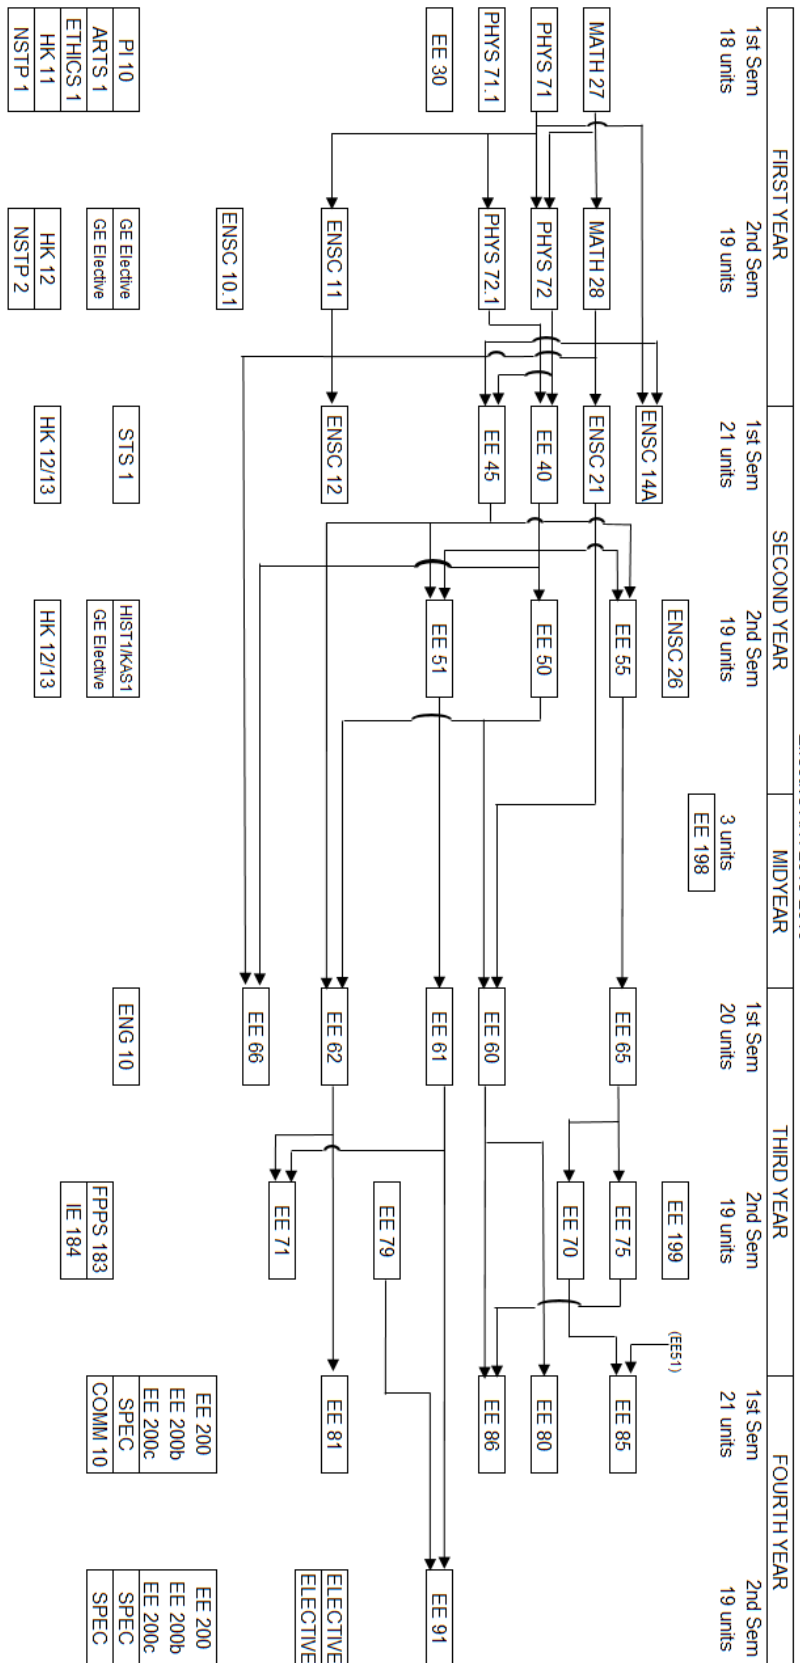 FIRST YEAR
SECOND YEAR
MIDYEAR
THIRD YEAR
FOURTH YEAR
1st Sem
18 units
2nd Sem
19 units
1st Sem
21 units
2nd Sem
19 units
3 units
1st Sem
20 units
2nd Sem
19 units
1st Sem
21 units
2nd Sem
19 units
EE 198
ENSC 14A
ENSC 26
EE 199
(EE51)
MATH 27
MATH 28
ENSC 21
EE 55
EE 65
EE 75
EE 85
PHYS 71
PHYS 72
EE 40
EE 50
EE 70
EE 80
PHYS 71.1
PHYS 72.1
EE 45
EE 60
EE 86
EE 30
EE 51
EE 61
EE 79
EE 91
ENSC 11
ENSC 12
EE 62
EE 71
EE 81
ELECTIVE
ELECTIVE
ENSC 10.1
EE 66
PI 10
ARTS 1
ETHICS 1
HK 11
NSTP 1
GE Elective
GE Elective
HK 12
NSTP 2
STS 1
HK 12/13
HIST1/KAS1
GE Elective
HK 12/13
ENG 10
FPPS 183
IE 184
EE 200
EE 200b
EE 200c
SPEC
COMM 10
EE 200
EE 200b
EE 200c
SPEC
SPEC